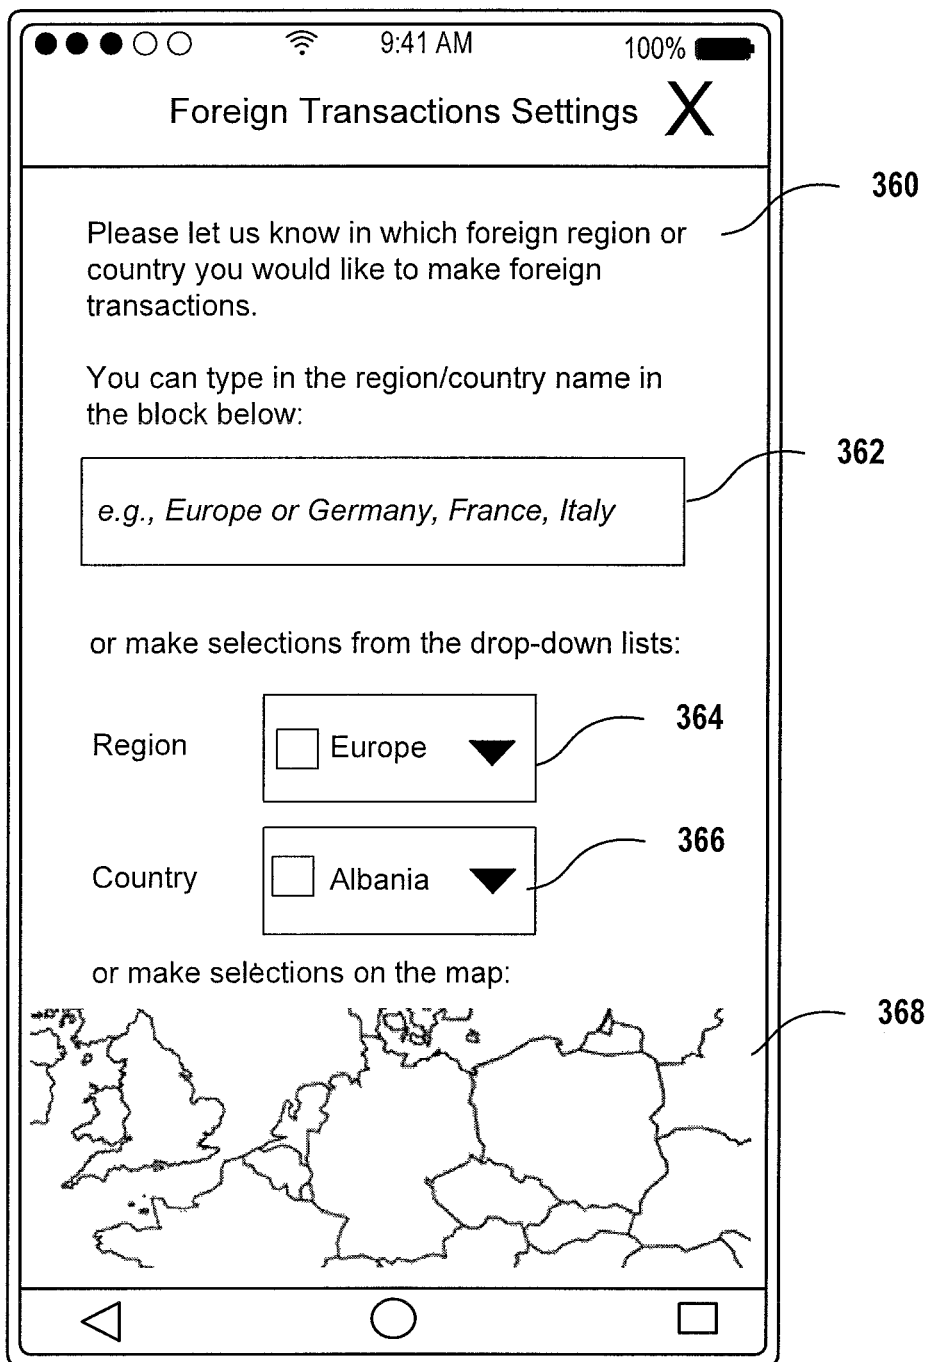 9:41 AM
100%
Foreign Transactions Settings X
360
Please let us know in which foreign region or
country you would like to make foreign
transactions.
You can type in the region/country name in
the block below:
362
e.g., Europe or Germany, France, Italy
or make selections from the drop-down lists:
364
Region
Europe
366
Country
Albania
or make selections on the map:
368